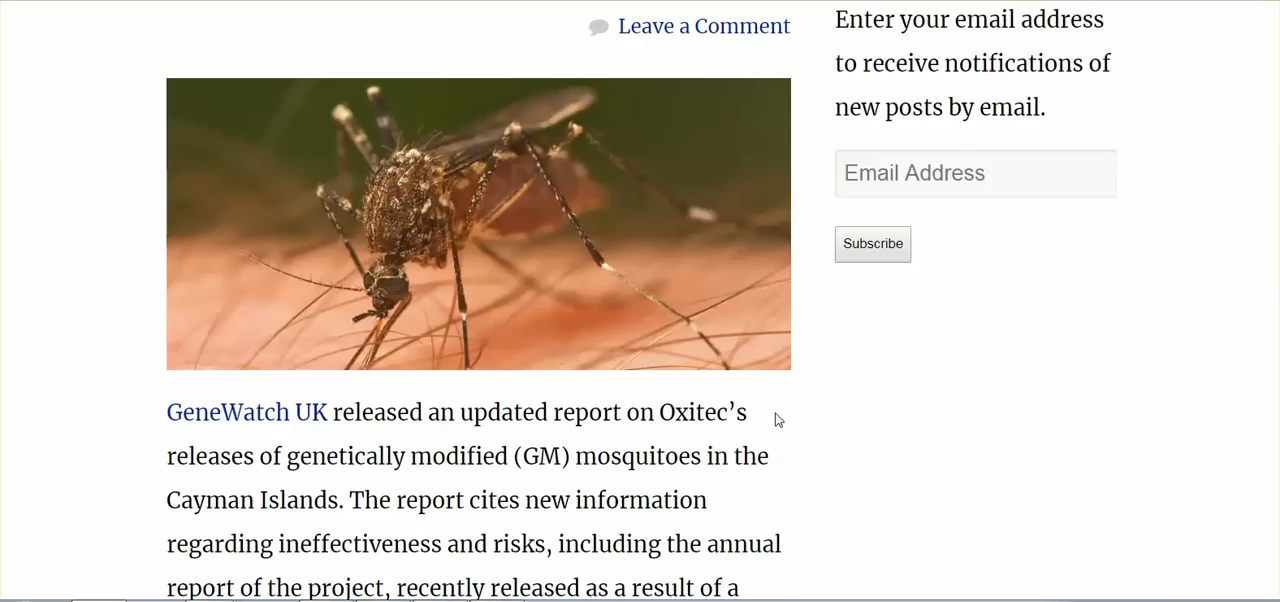 Leave a Comment
GeneWatch UK released an updated report on Oxitec’s
releases of genetically modified (GM) mosquitoes in the
Cayman Islands. The report cites new information
regarding ineffectiveness and risks, including the annual
report of the project, recently released as a result of a
Enter your email address
to receive notifications of
new posts by email.
Email Address
Subscribe